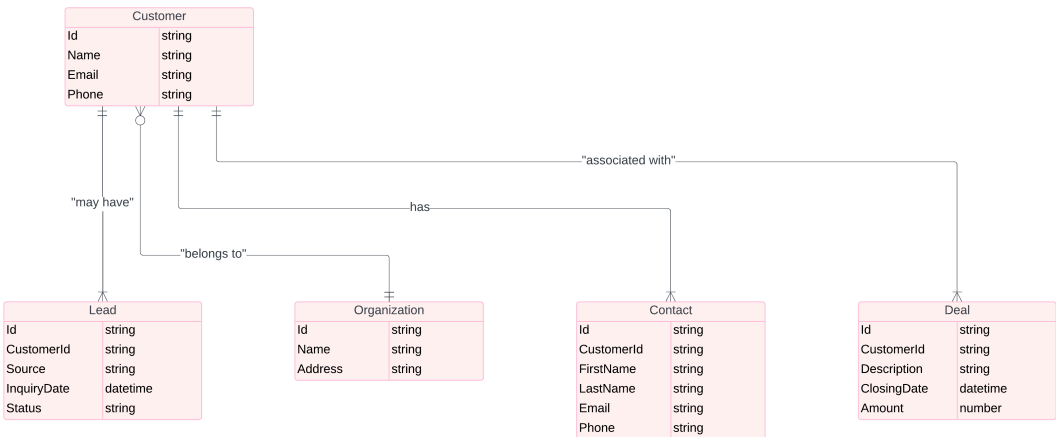 Customer
Id string
Name string
Email string
Phone string
"associated with"
"may have"
has
"belongs to"
Lead
Id string
CustomerId string
Source string
InquiryDate datetime
Status string
Organization
Id string
Name string
Address string
Contact
Id string
CustomerId string
FirstName string
LastName string
Email string
Phone string
Deal
Id string
CustomerId string
Description string
ClosingDate datetime
Amount number